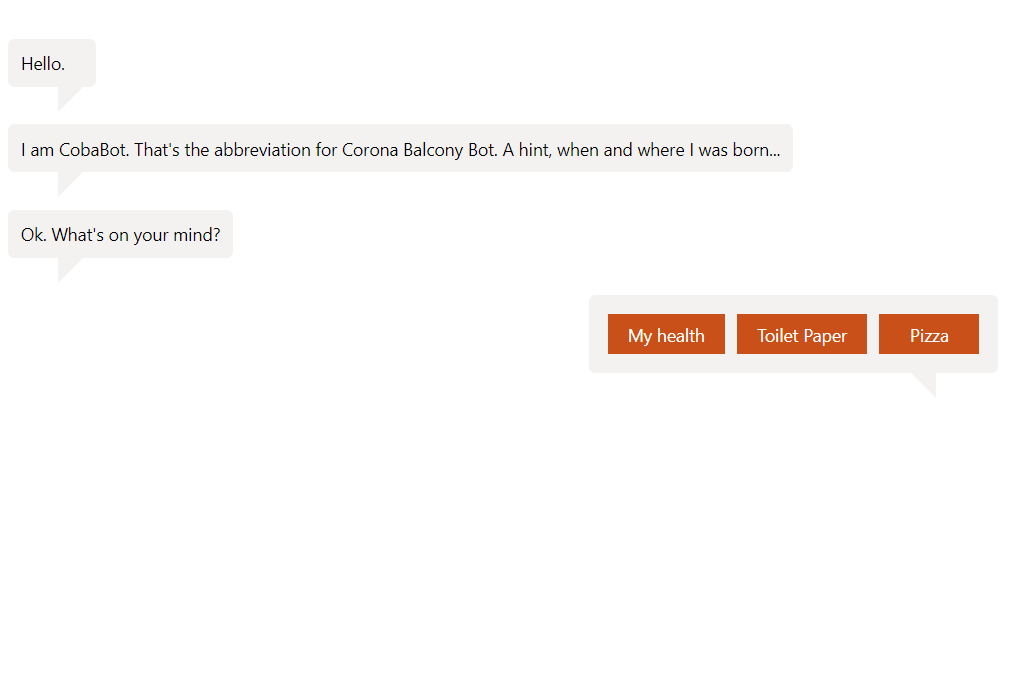 Hello.
I am CobaBot. That's the abbreviation for Corona Balcony Bot. A hint, when and where I was born...
Ok. What's on your mind?
My health Toilet Paper Pizza